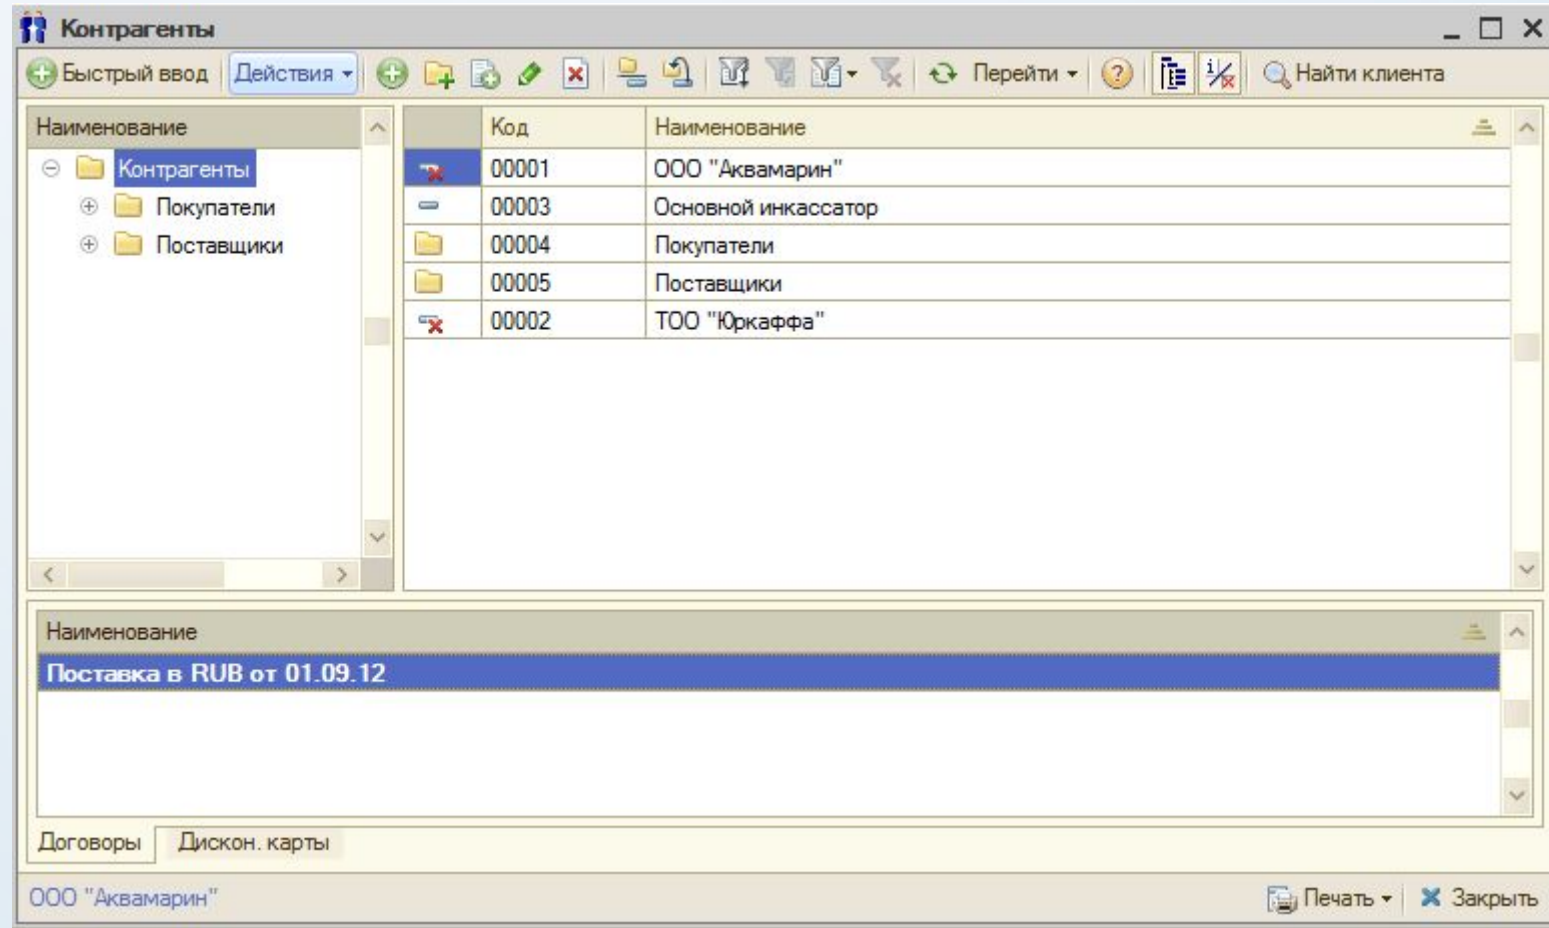 Контрагенты
Быстрый ввод Действия Перейти Найти клиента
Наименование
Контрагенты
Покупатели
Поставщики
Код Наименование
00001 ООО "Аквамарин"
00003 Основной инкассатор
00004 Покупатели
00005 Поставщики
00002 ТОО "Юркаффа"
Наименование
Поставка в RUB от 01.09.12
Договоры Дискон. карты
ООО "Аквамарин" Печать Закрыть